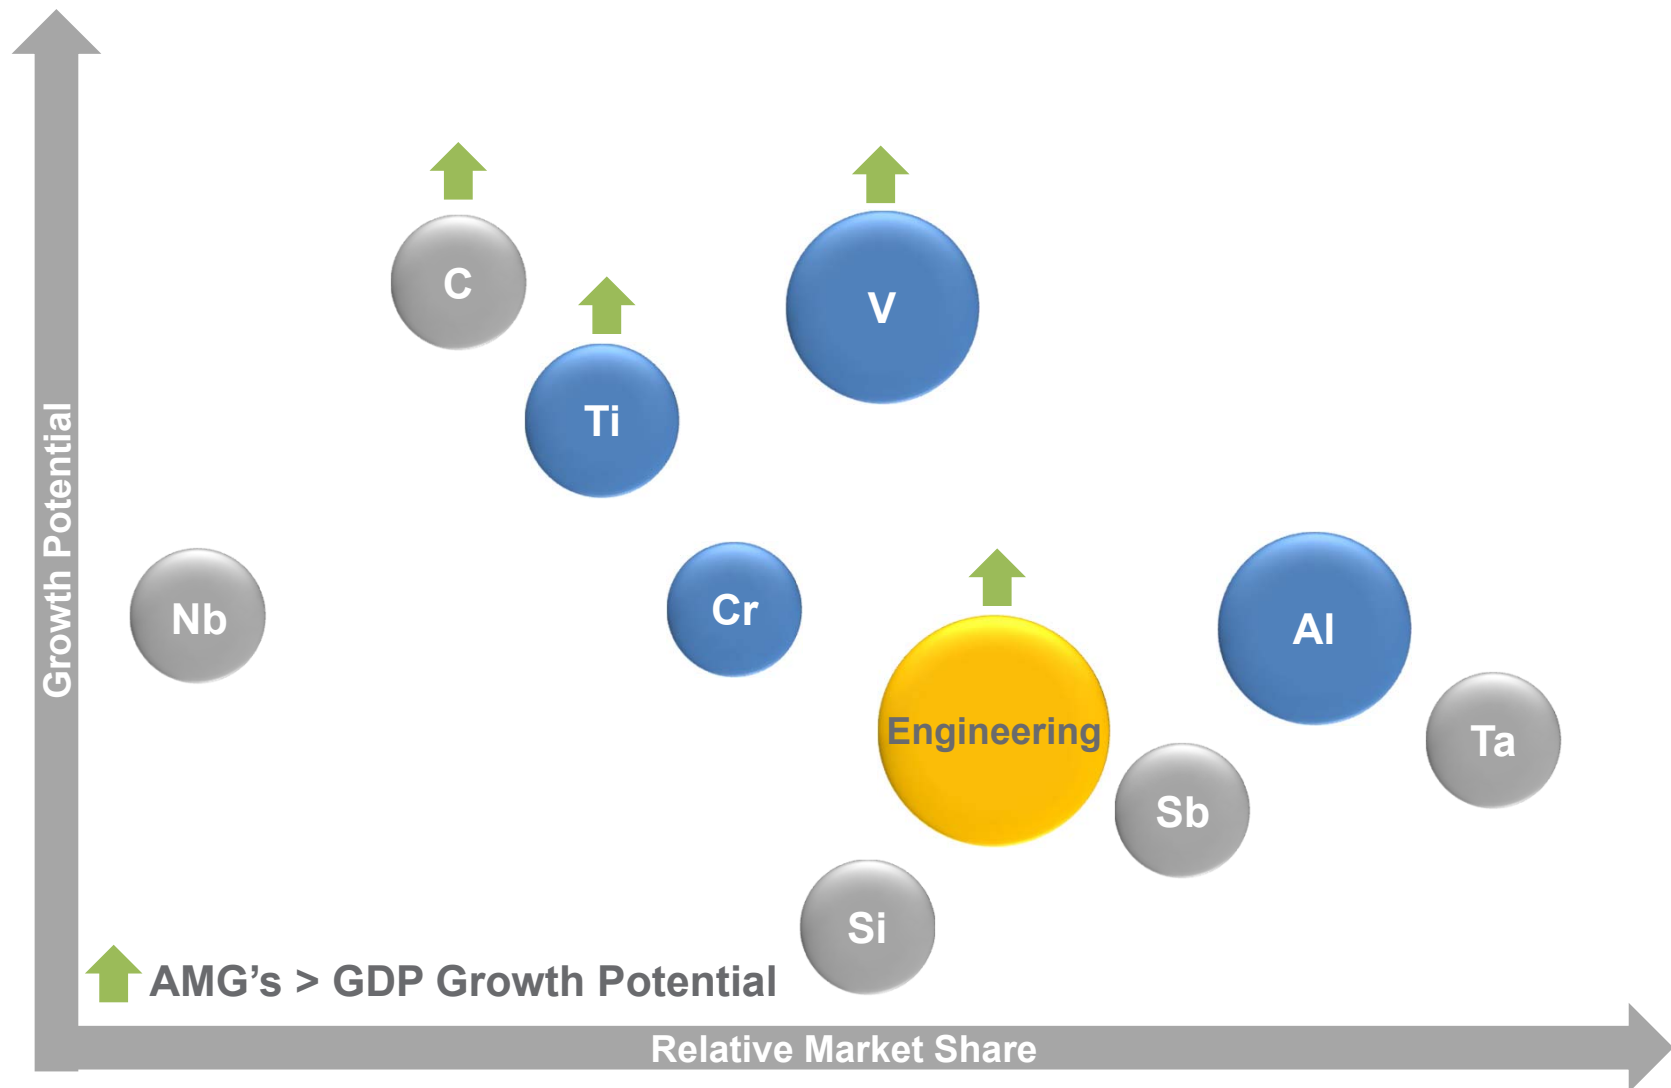 Growth Potential
C
V
Ti
Nb
Cr
Al
Engineering
Ta
Sb
Si
AMG’s > GDP Growth Potential
Relative Market Share